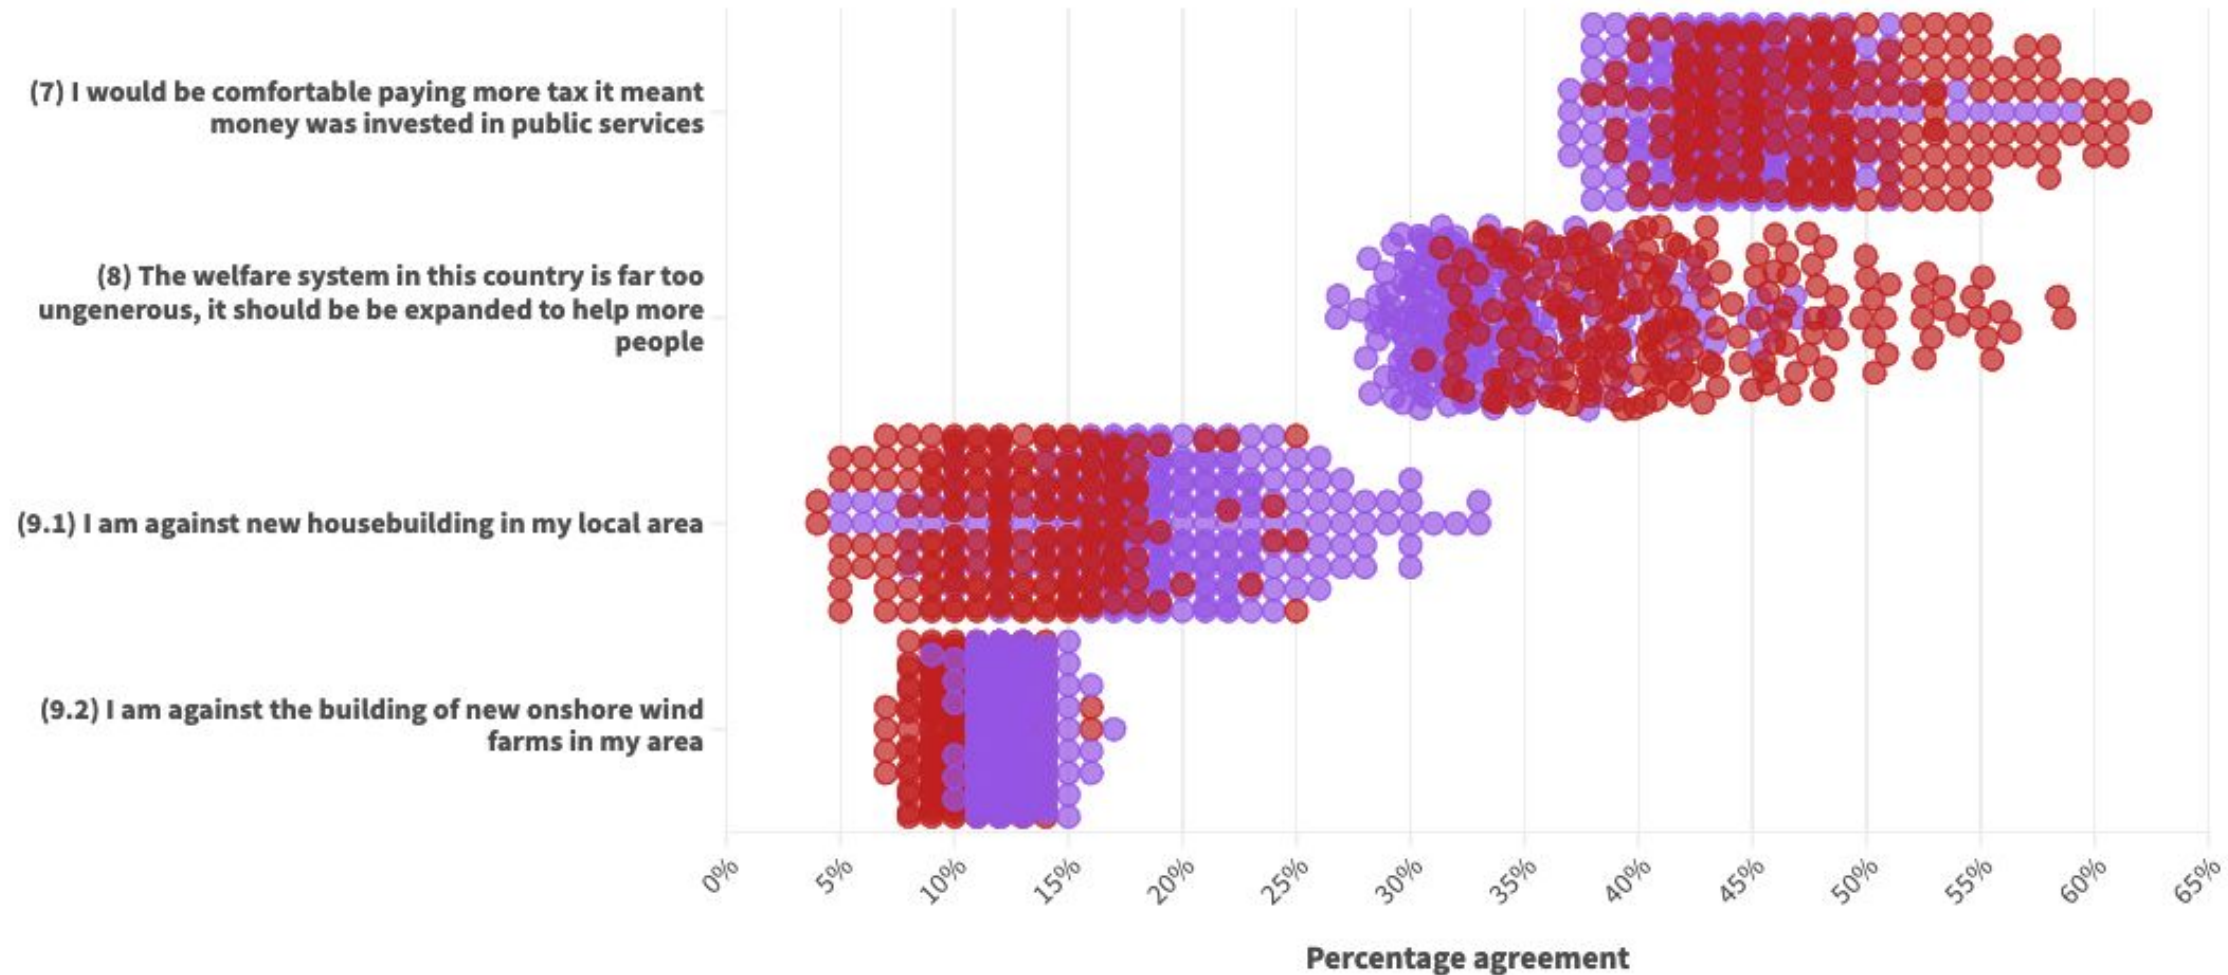 (7) I would be comfortable paying more tax it meant
money was invested in public services
(8) The welfare system in this country is far too
ungenerous, it should be be expanded to help more
people
(9.1) I am against new housebuilding in my local area
(9.2) I am against the building of new onshore wind
farms in my area
0% 5% 10% 15% 20% 25% 30% 35% 40% 45% 50% 55% 60% 65%
Percentage agreement